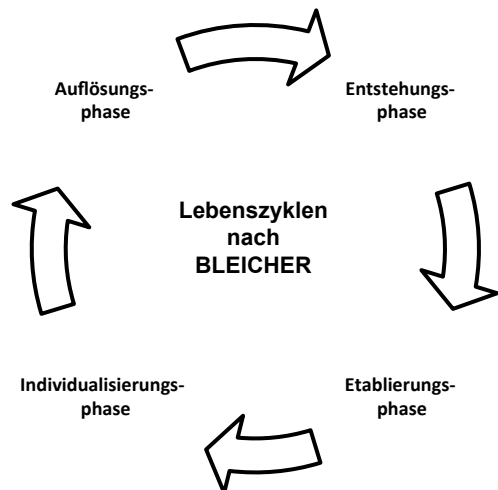 Auflösungs-
phase
Entstehungs-
phase
Lebenszyklen
nach
BLEICHER
Individualisierungs-
phase
Etablierungs-
phase